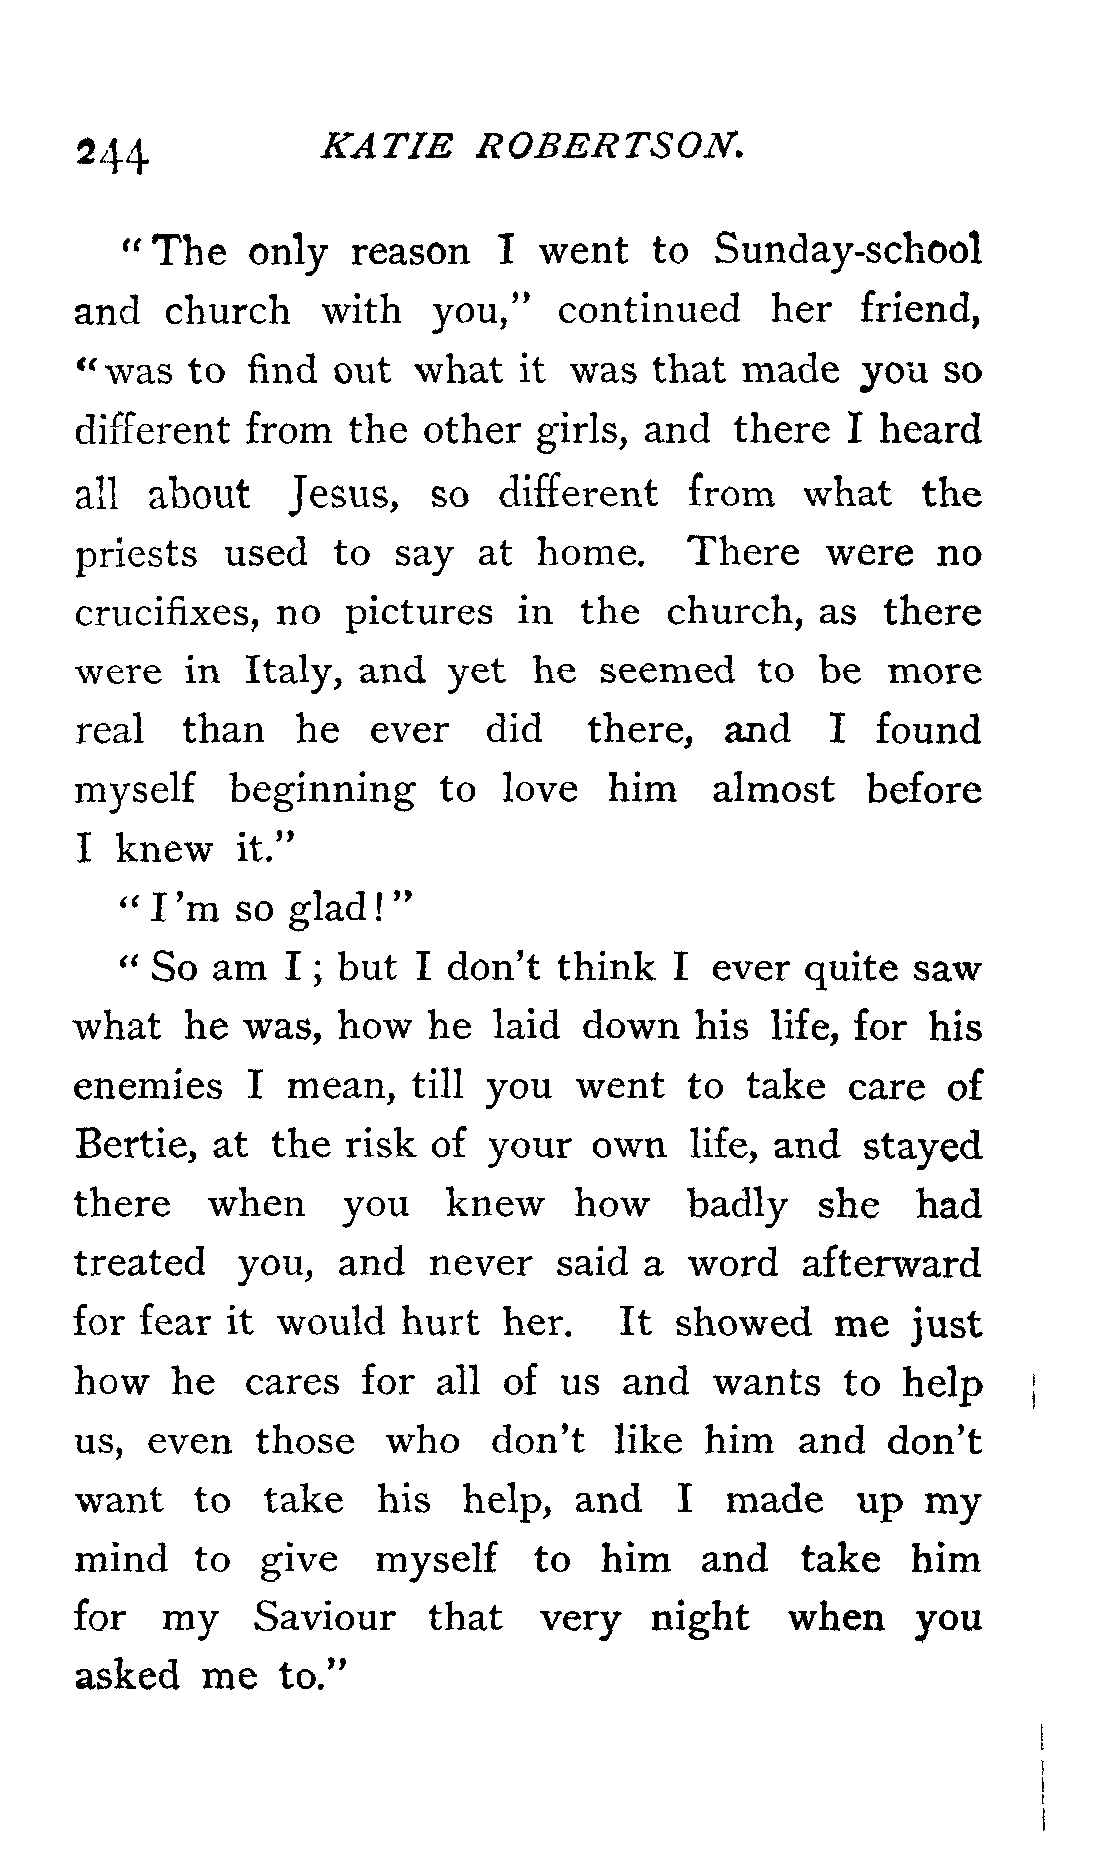 244 KATIE ROBERTSON.
“The only reason I went to Sunday-school
and church with you,” continued her friend,
“was to find out what it was that made you so
different from the other girls, and there I heard
all about Jesus, so different from what the
priests used to say at home. There were no
crucifixes, no pictures in the church, as there
were in Italy, and yet he seemed to be more
real than he ever did there, and I found
myself beginning to love him almost before
I knew it.”
“I'm so glad!”
“So am I; but I don't think I ever quite saw
what he was, how he laid down his life, for his
enemies I mean, till you went to take care of
Bertie, at the risk of your own life, and stayed
there when you knew how badly she had
treated you, and never said a word afterward
for fear it would hurt her. It showed me just
how he cares for all of us and wants to help
us, even those who don't like him and don't
want to take his help, and I made up my
mind to give myself to him and take him
for my Saviour that very night when you
asked me to.”